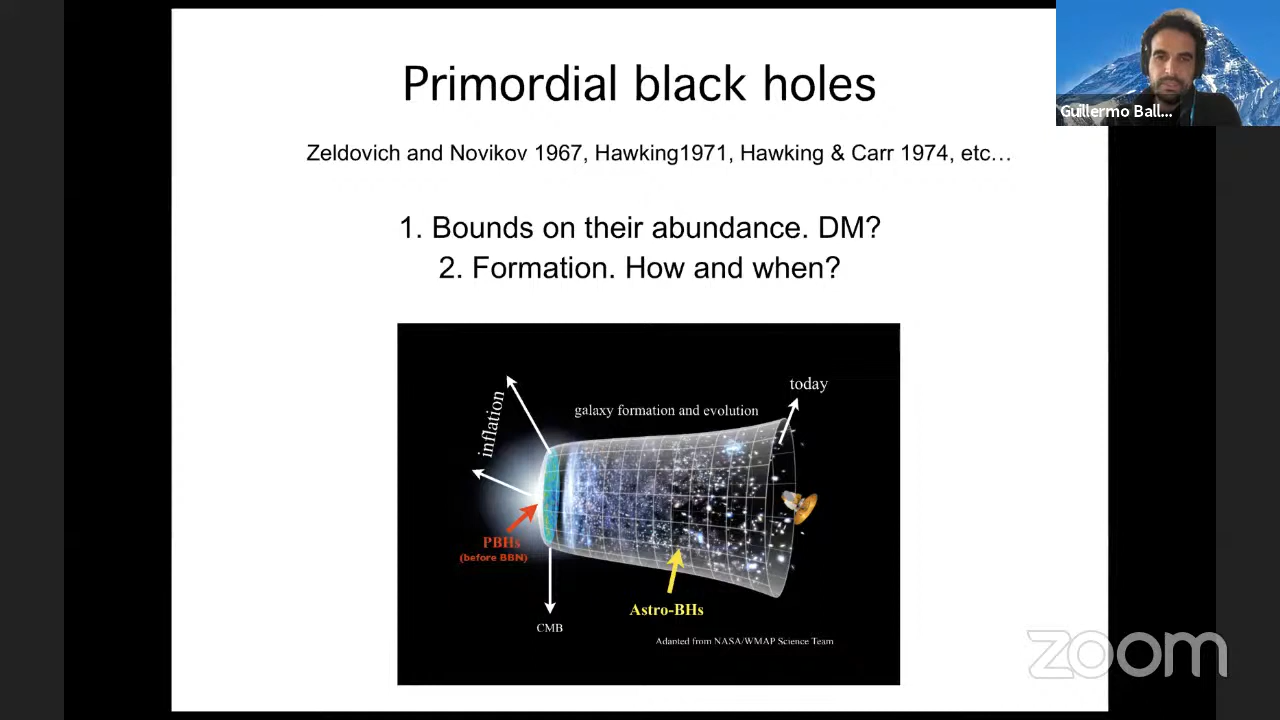 Primordial black holes
Guillermo Ball...
Zeldovich and Novikov 1967, Hawking1971, Hawking & Carr 1974, etc…
1. Bounds on their abundance. DM?
2. Formation. How and when?
today
inflation
galaxy formation and evolution
PBHs
(before BBN)
Astro-BHs
CMB
Adapted from NASA/WMAP Science Team
zoom